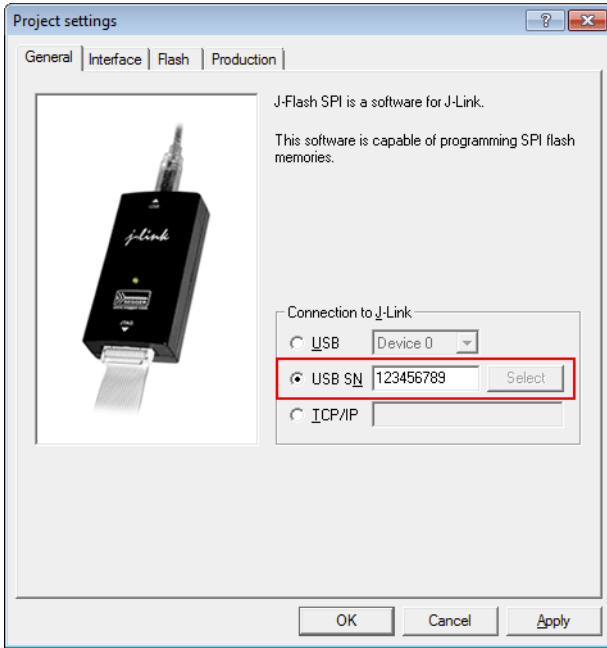 Project settings
General Interface Flash Production
J-Flash SPI is a software for J-Link.
This software is capable of programming SPI flash
memories.
j-link
SEGGER
JTAG
Connection to J-Link
USB Device 0
USB SN 123456789 Select
TCP/IP
OK Cancel Apply